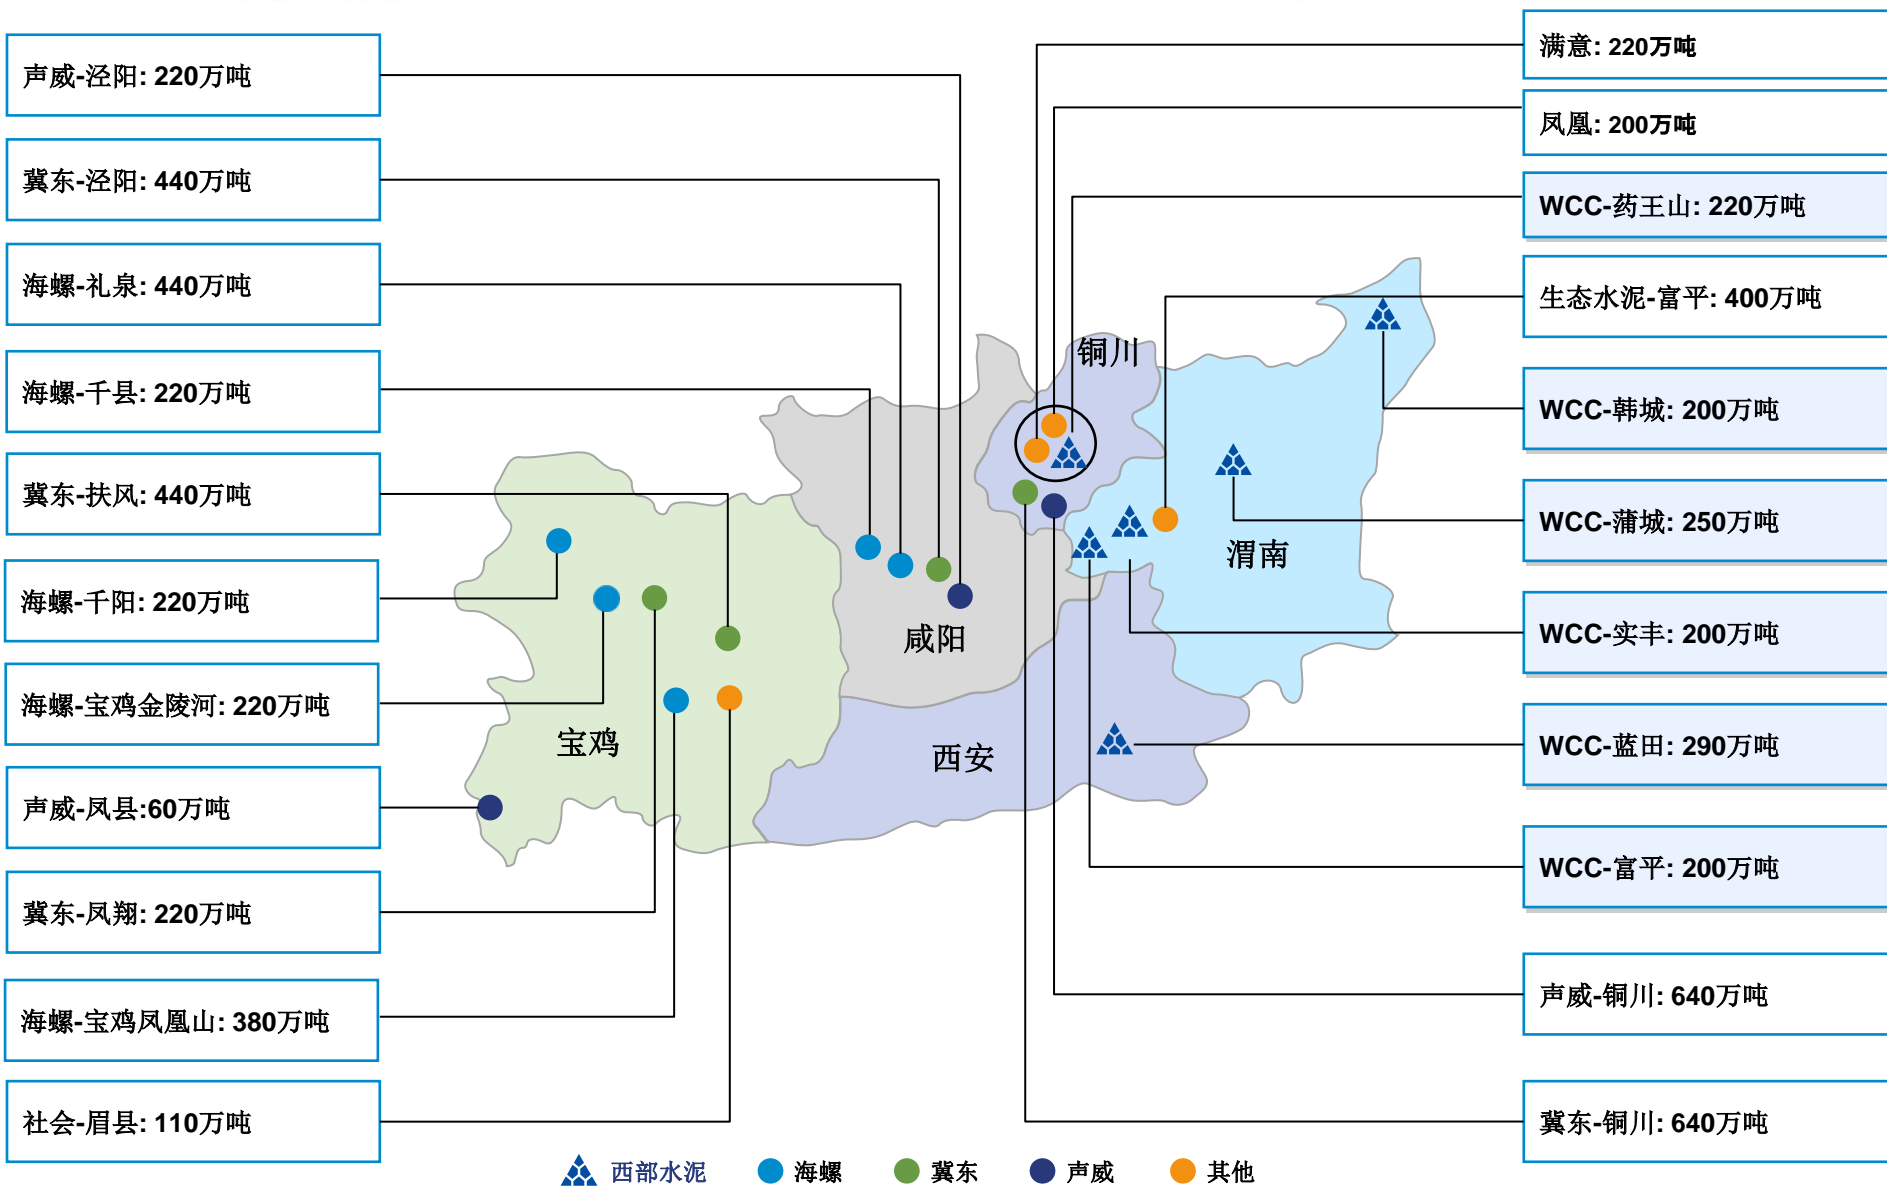 声威-泾阳: 220万吨
冀东-泾阳: 440万吨
海螺-礼泉: 440万吨
海螺-千县: 220万吨
冀东-扶风: 440万吨
海螺-千阳: 220万吨
海螺-宝鸡金陵河: 220万吨
声威-凤县:60万吨
冀东-凤翔: 220万吨
海螺-宝鸡凤凰山: 380万吨
社会-眉县: 110万吨
铜川
渭南
咸阳
宝鸡
西安
满意: 220万吨
凤凰: 200万吨
WCC-药王山: 220万吨
生态水泥-富平: 400万吨
WCC-韩城: 200万吨
WCC-蒲城: 250万吨
WCC-实丰: 200万吨
WCC-蓝田: 290万吨
WCC-富平: 200万吨
声威-铜川: 640万吨
冀东-铜川: 640万吨
西部水泥
海螺
冀东
声威
其他